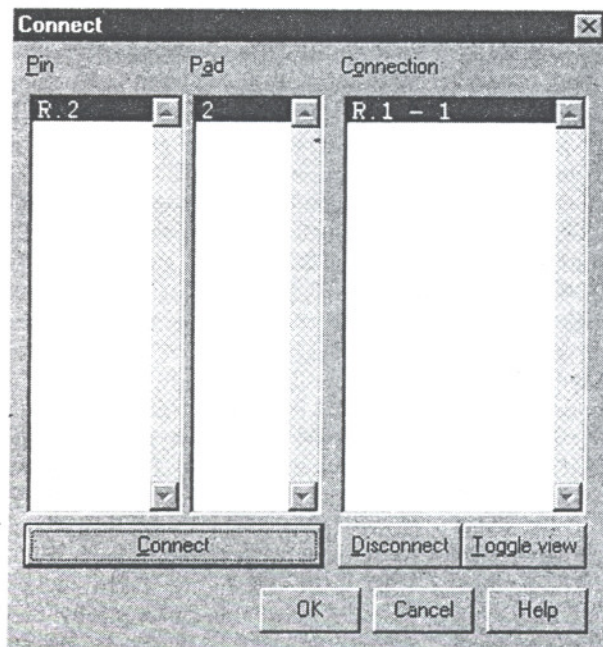 Connect
Pin Pad Connection
R.2 2 R.1 - 1
Connect Disconnect Toggle view
OK Cancel Help